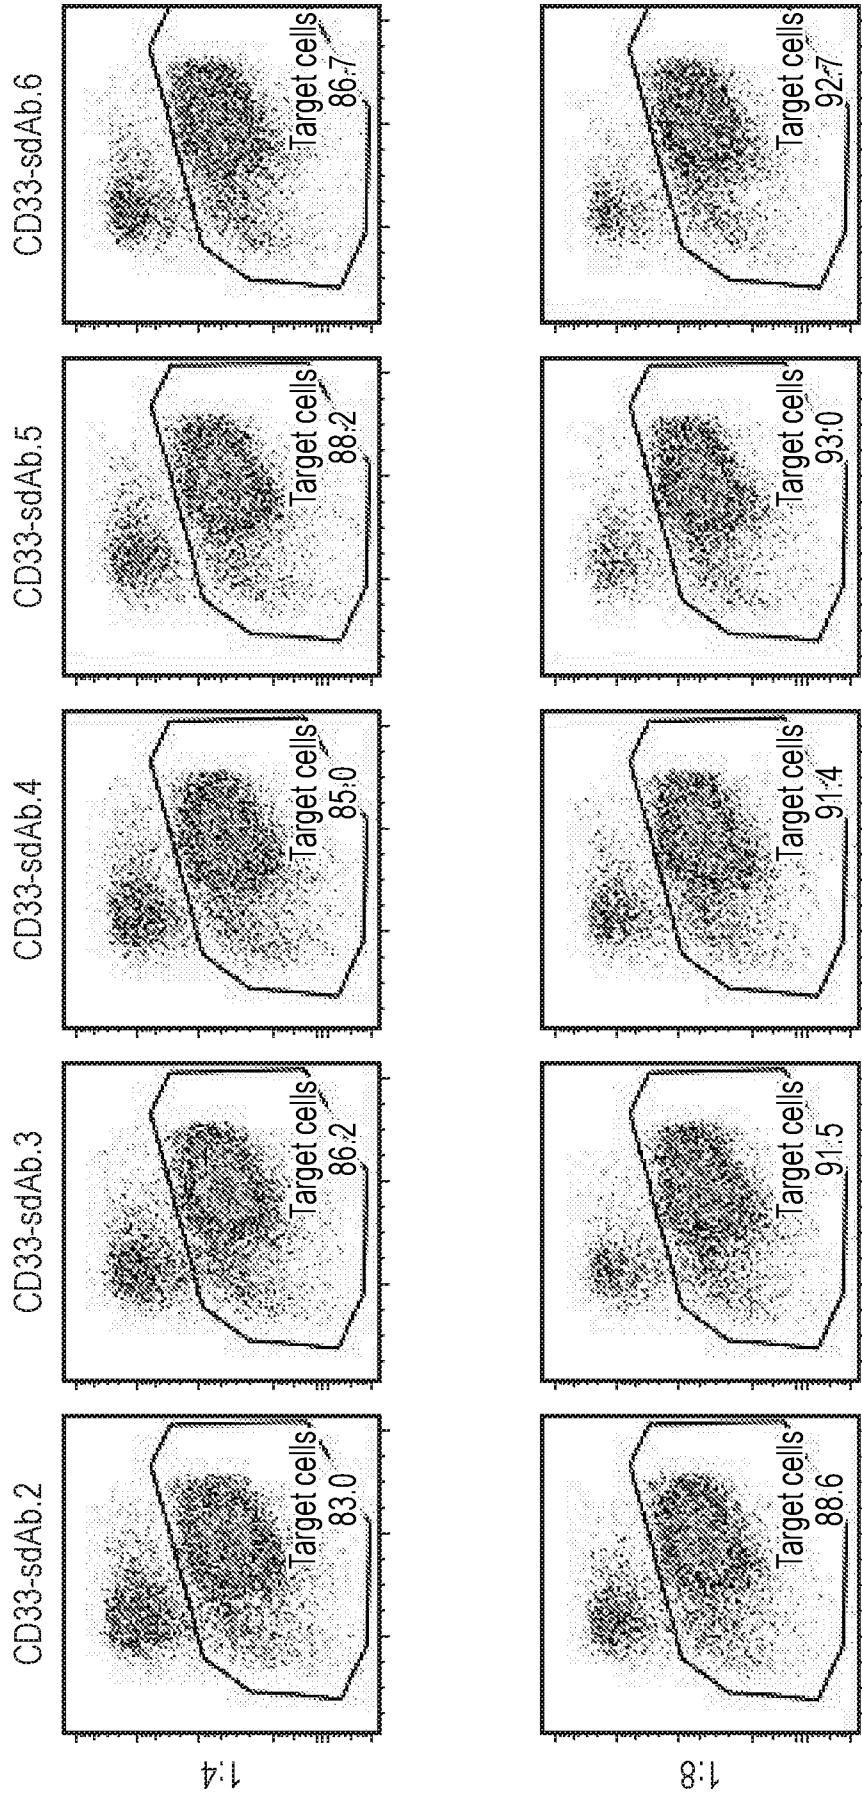 CD33-sdAb.2
CD33-sdAb.3
CD33-sdAb.4
CD33-sdAb.5
CD33-sdAb.6
1:4
Target cells
83.0
Target cells
86.2
Target cells
85.0
Target cells
88.2
Target cells
86.7
1:8
Target cells
88.6
Target cells
91.5
Target cells
91.4
Target cells
93.0
Target cells
92.7